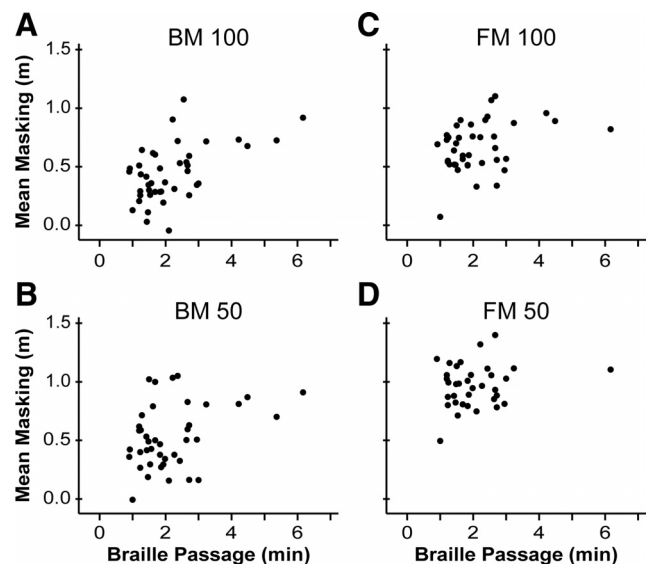 A
BM 100
C
FM 100
Mean Masking (m)
1.5
1.0
0.5
0.0
0 2 4 6
0 2 4 6
B
BM 50
D
FM 50
Mean Masking (m)
1.5
1.0
0.5
0.0
0 2 4 6
0 2 4 6
Braille Passage (min)
Braille Passage (min)